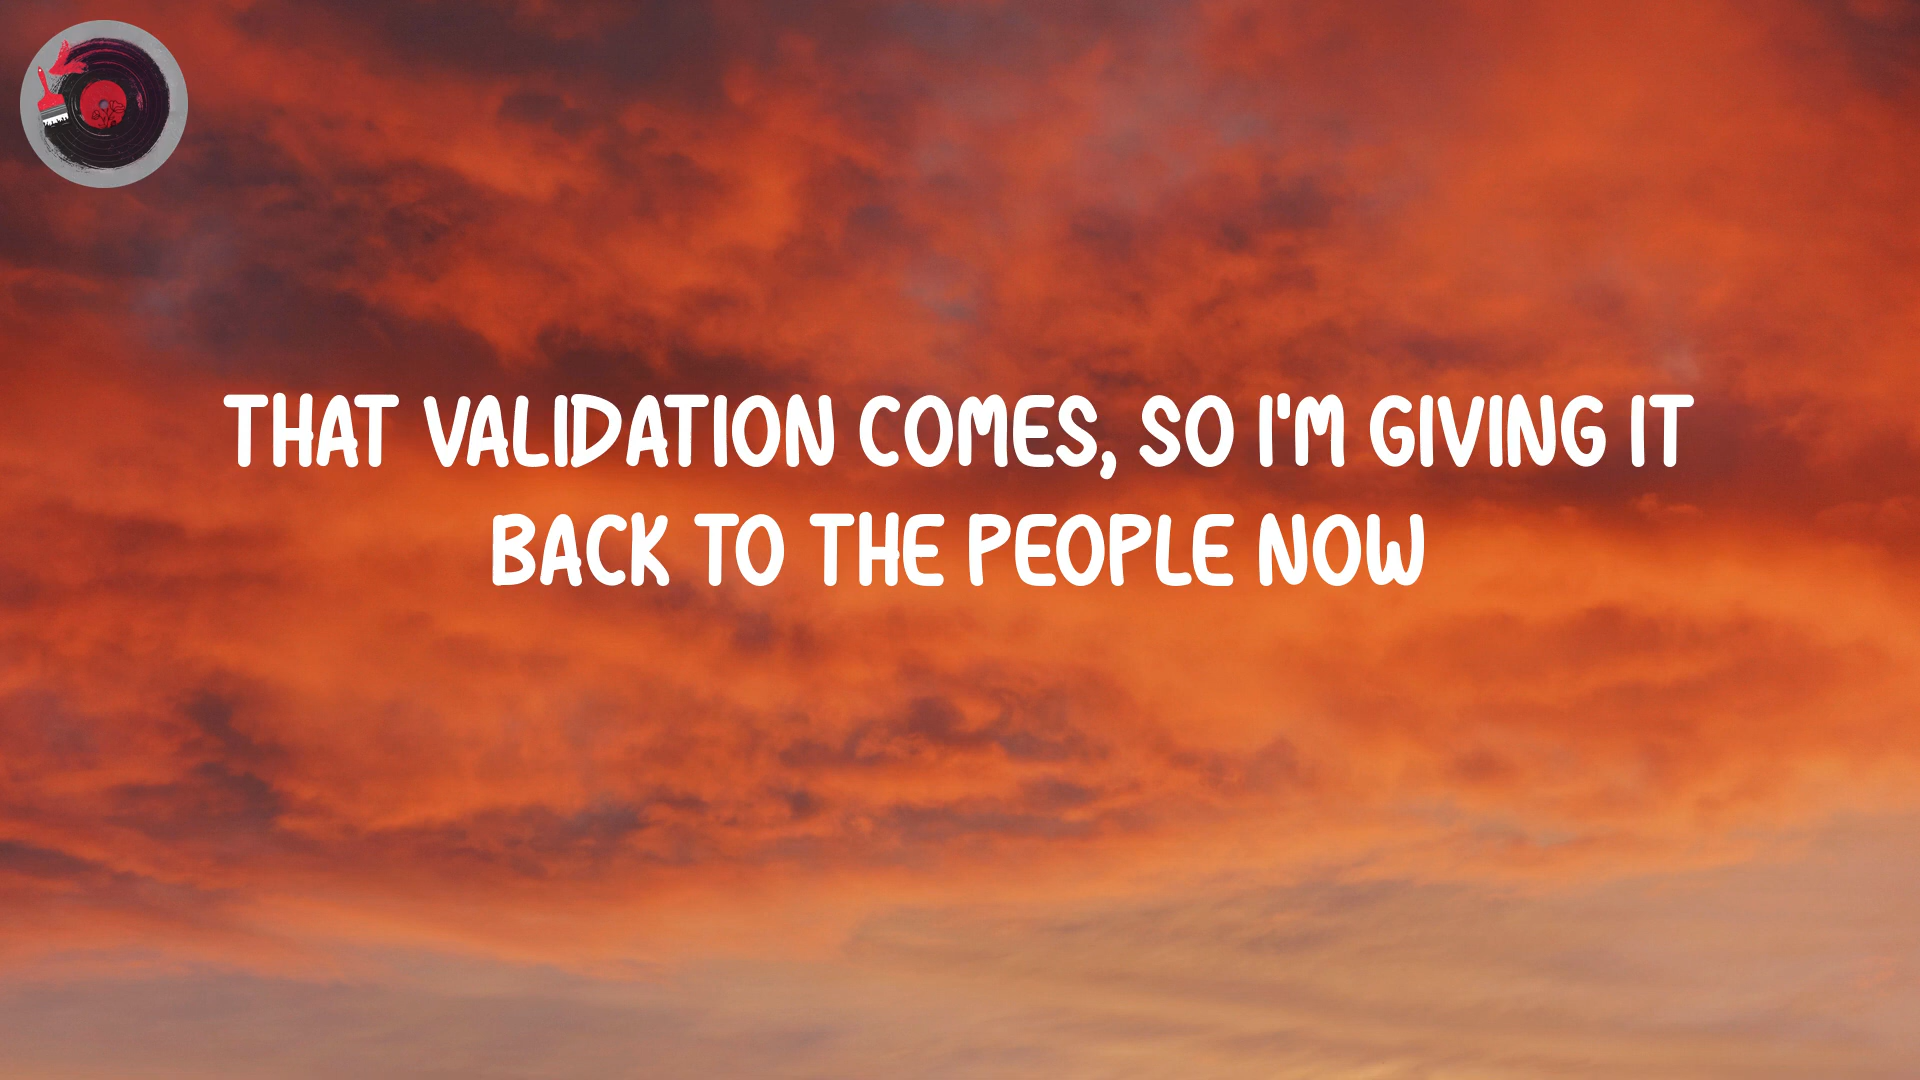 THAT VALIDATION COMES, SO I'M GIVING IT
BACK TO THE PEOPLE NOW